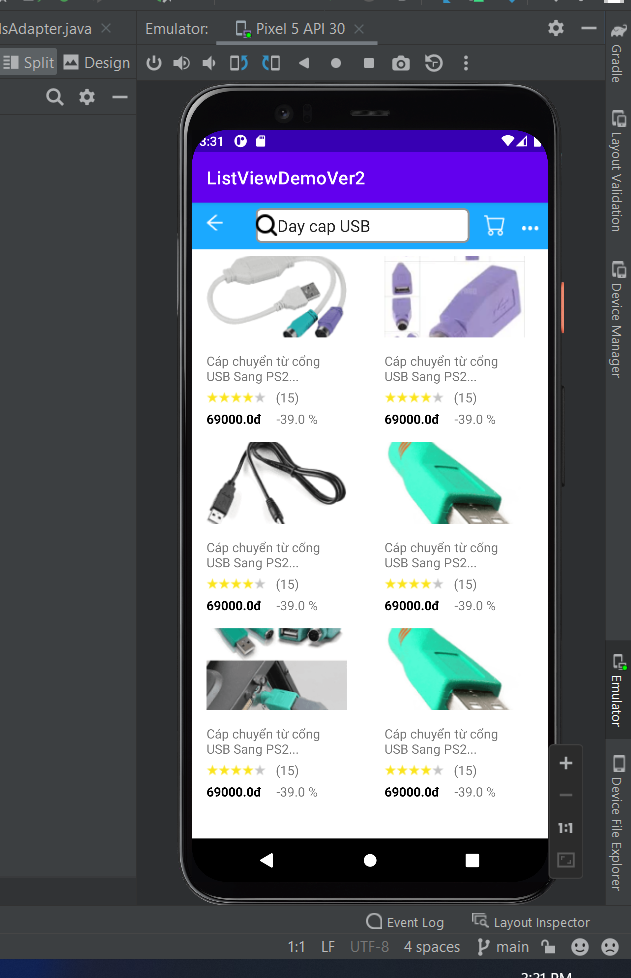 lsAdapter.java
Emulator:
Pixel 5 API 30
Split
Design
3:31
ListViewDemoVer2
Day cap USB
Cáp chuyển từ cổng
USB Sang PS2...
(15)
69000.0đ
-39.0 %
Cáp chuyển từ cổng
USB Sang PS2...
(15)
69000.0đ
-39.0 %
Cáp chuyển từ cổng
USB Sang PS2...
(15)
69000.0đ
-39.0 %
Cáp chuyển từ cổng
USB Sang PS2...
(15)
69000.0đ
-39.0 %
Cáp chuyển từ cổng
USB Sang PS2...
(15)
69000.0đ
-39.0 %
Cáp chuyển từ cổng
USB Sang PS2...
(15)
69000.0đ
-39.0 %
1:1
Gradle
Layout Validation
Device Manager
Emulator
Device File Explorer
Event Log
Layout Inspector
1:1
LF
UTF-8
4 spaces
main
3:31 PM